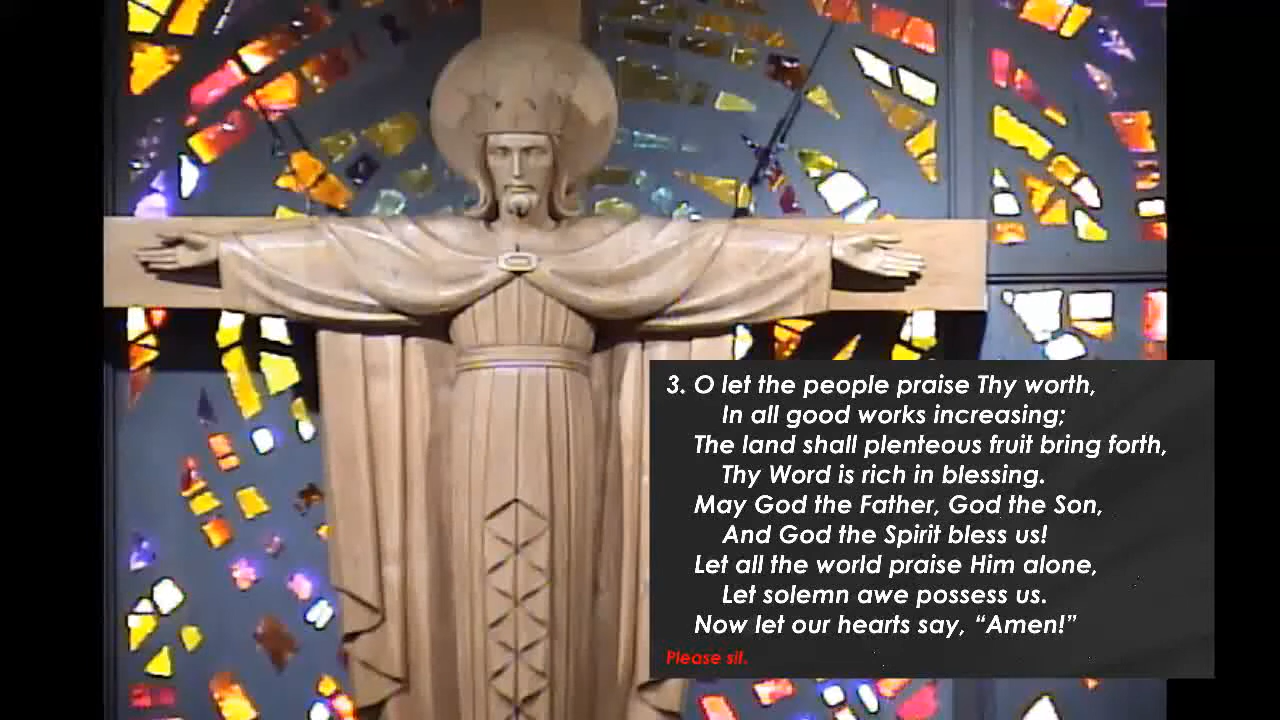 3. O let the people praise Thy worth,
In all good works increasing;
The land shall plenteous fruit bring forth,
Thy Word is rich in blessing.
May God the Father, God the Son,
And God the Spirit bless us!
Let all the world praise Him alone,
Let solemn awe possess us.
Now let our hearts say, “Amen!”
Please sit.